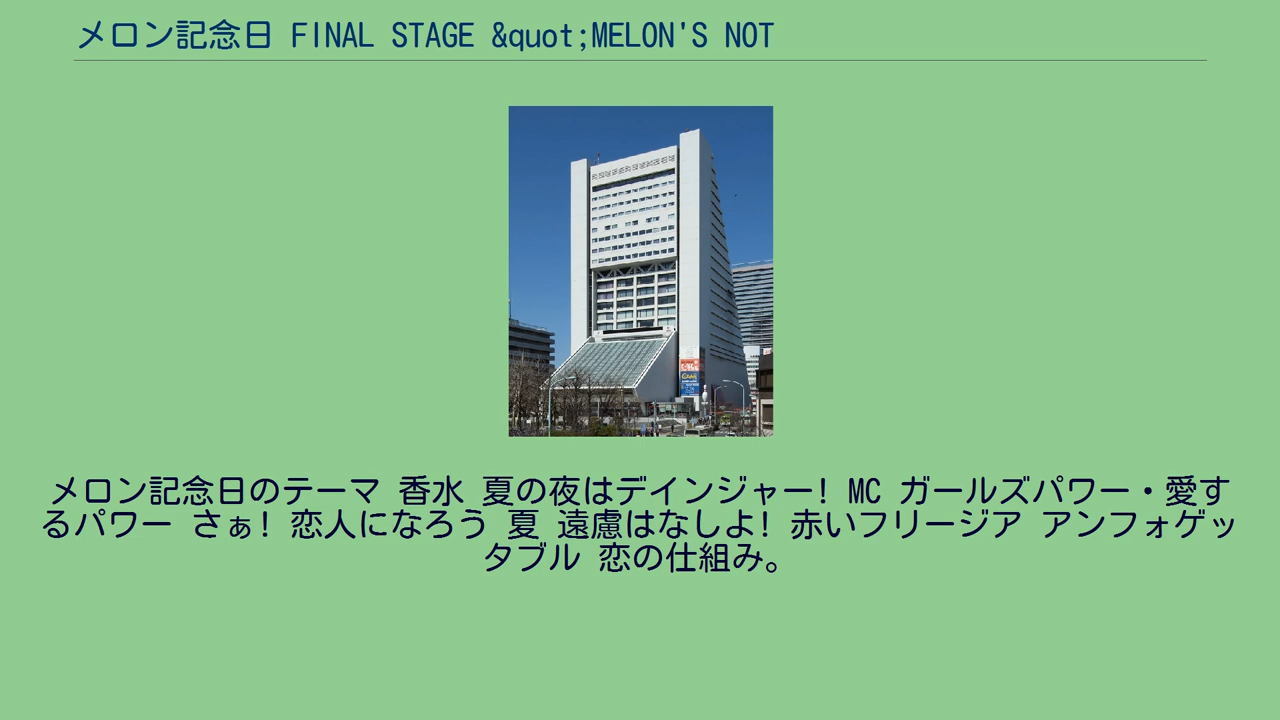 メロン記念日 FINAL STAGE &quot;MELON'S NOT
メロン記念日のテーマ 香水 夏の夜はデインジャー! MC ガールズパワー・愛す
るパワー さぁ! 恋人になろう 夏 遠慮はなしよ! 赤いフリージア アンフォゲッ
タブル 恋の仕組み。